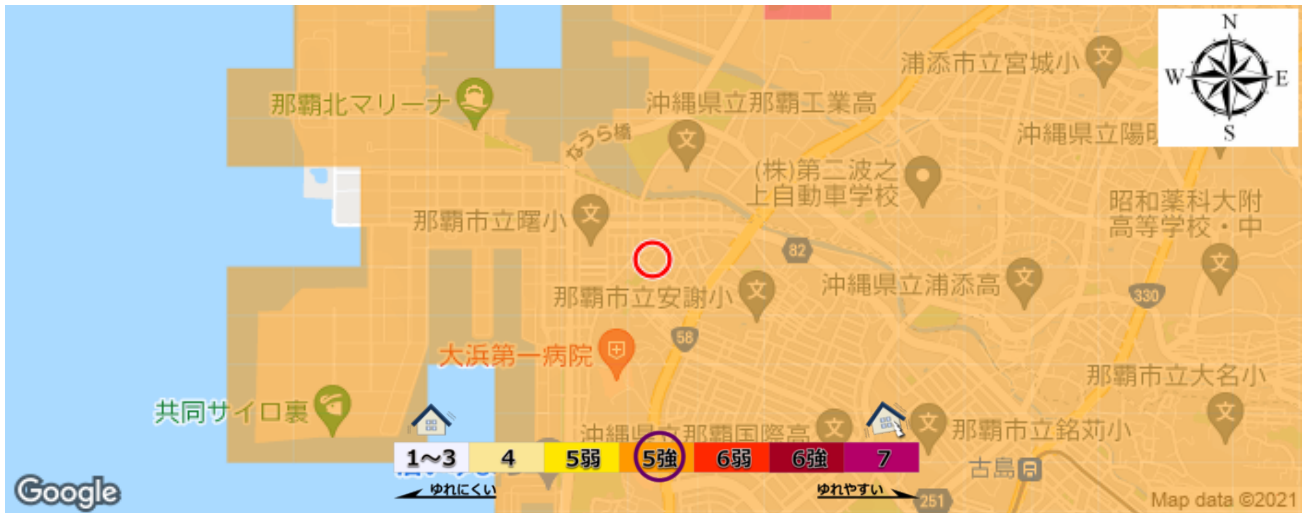 N
W E
S
浦添市立宮城小
那覇北マリーナ
沖縄県立那覇工業高
沖縄県立陽明
なうら橋
(株)第二波之
上自動車学校
昭和薬科大附
高等学校・中
那覇市立曙小
82
沖縄県立浦添高
那覇市立安謝小
330
58
大浜第一病院
那覇市立大名小
共同サイロ裏
沖縄県立那覇国際高
那覇市立銘苅小
1~3 4 5弱 5強 6弱 6強 7
古島
ゆれにくい ゆれやすい
251
Google
Map data ©2021